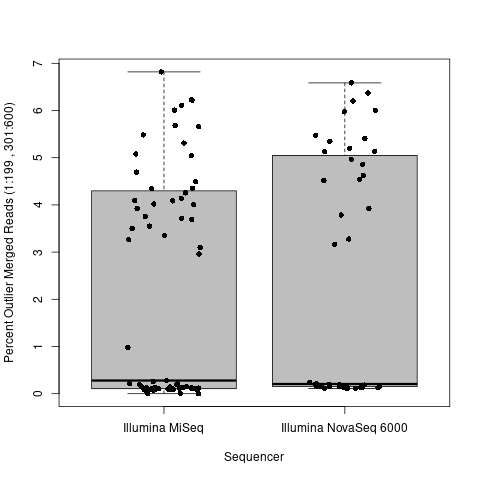 Percent Outlier Merged Reads (1:199 , 301:600)
7
6
5
4
3
2
1
0
Illumina MiSeq
Illumina NovaSeq 6000
Sequencer